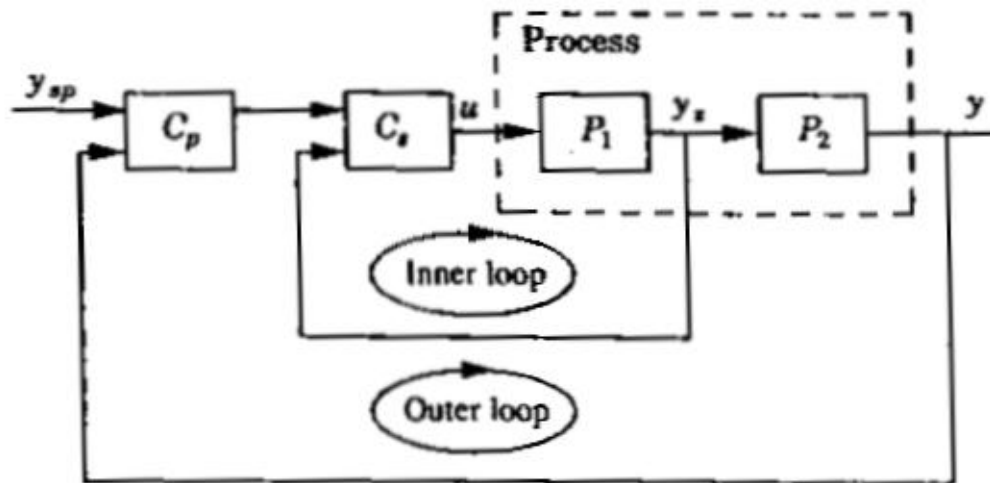 Process
y_sp
C_p
C_s
u
P_1
y_s
P_2
y
Inner loop
Outer loop